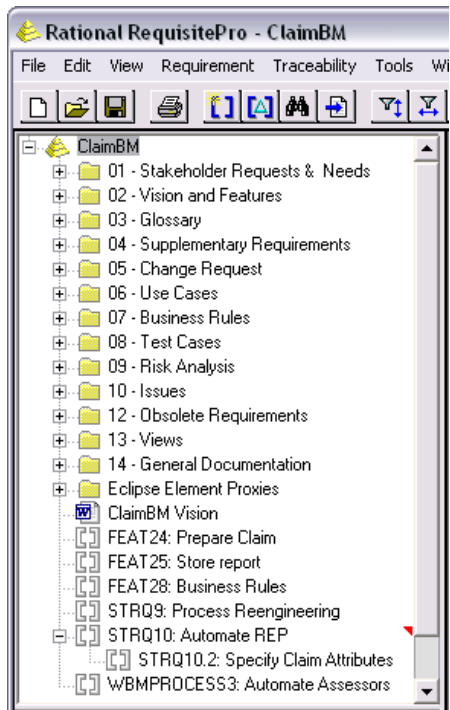 Rational RequisitePro - ClaimBM
File Edit View Requirement Traceability Tools Wi
ClaimBM
01 - Stakeholder Requests & Needs
02 - Vision and Features
03 - Glossary
04 - Supplementary Requirements
05 - Change Request
06 - Use Cases
07 - Business Rules
08 - Test Cases
09 - Risk Analysis
10 - Issues
12 - Obsolete Requirements
13 - Views
14 - General Documentation
Eclipse Element Proxies
ClaimBM Vision
FEAT24: Prepare Claim
FEAT25: Store report
FEAT28: Business Rules
STRQ9: Process Reengineering
STRQ10: Automate REP
STRQ10.2: Specify Claim Attributes
WBMPROCESS3: Automate Assessors